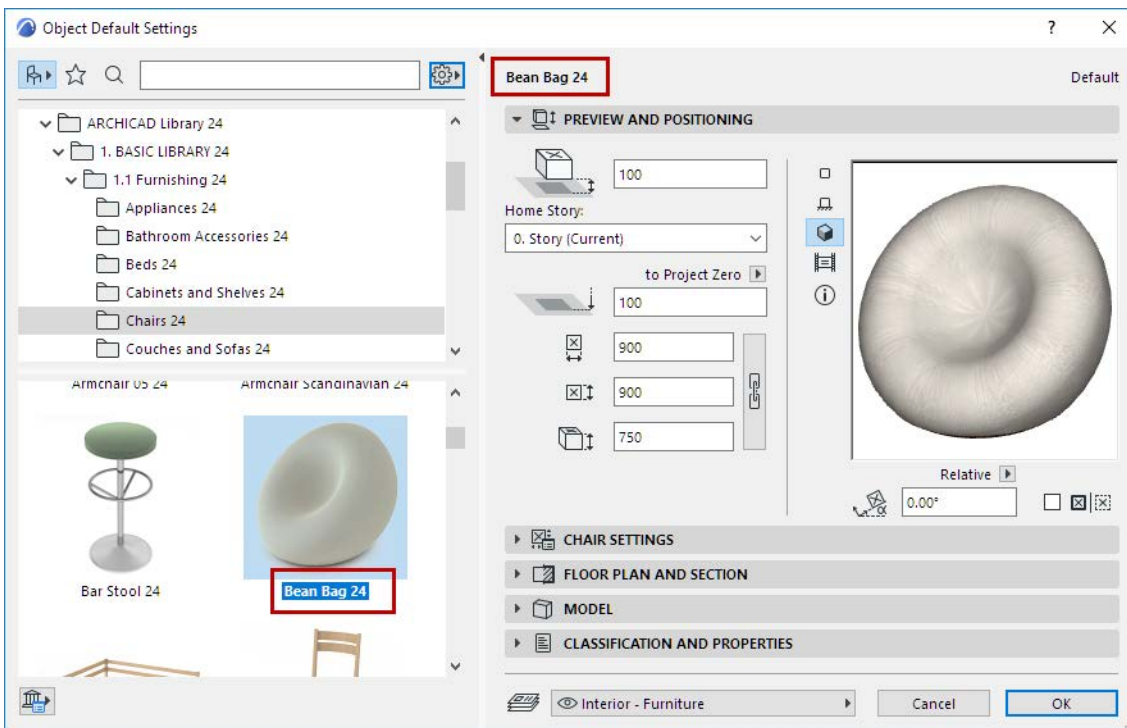 Object Default Settings
?
Bean Bag 24
Default
ARCHICAD Library 24
1. BASIC LIBRARY 24
1.1 Furnishing 24
Appliances 24
Bathroom Accessories 24
Beds 24
Cabinets and Shelves 24
Chairs 24
Couches and Sofas 24
Armchair 05 24
Armchair Scandinavian 24
Bar Stool 24
Bean Bag 24
PREVIEW AND POSITIONING
100
Home Story:
0. Story (Current)
to Project Zero
100
900
900
750
Relative
α
0.00°
CHAIR SETTINGS
FLOOR PLAN AND SECTION
MODEL
CLASSIFICATION AND PROPERTIES
Interior - Furniture
Cancel
OK